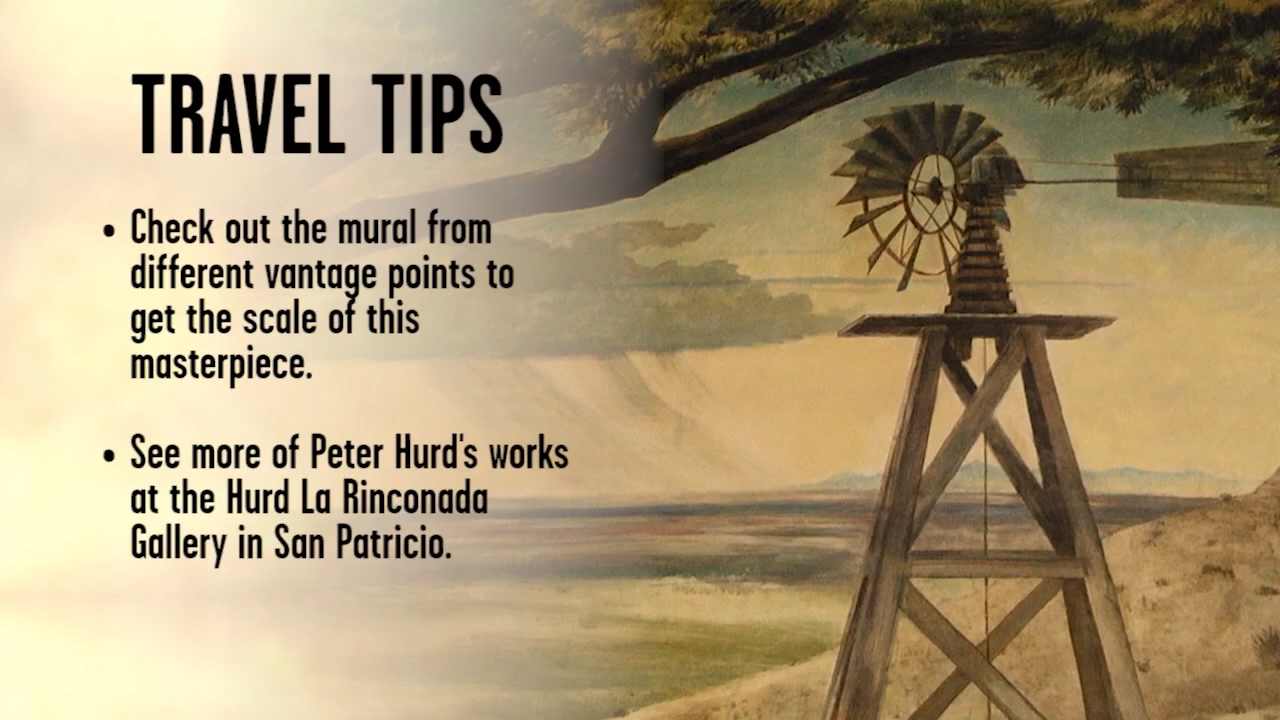 TRAVEL TIPS
• Check out the mural from
different vantage points to
get the scale of this
masterpiece.
• See more of Peter Hurd's works
at the Hurd La Rinconada
Gallery in San Patricio.